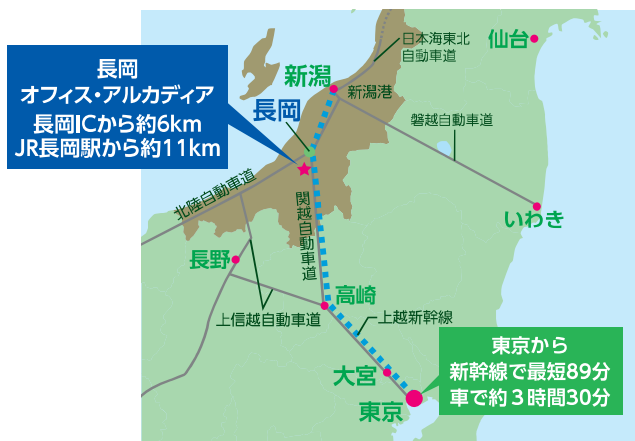 長岡
オフィス・アルカディア
長岡ICから約6km
JR長岡駅から約11km
仙台
日本海東北
自動車道
新潟
新潟港
長岡
磐越自動車道
北陸自動車道
いわき
関越自動車道
長野
高崎
上信越自動車道
上越新幹線
大宮
東京
東京から
新幹線で最短89分
車で約３時間30分